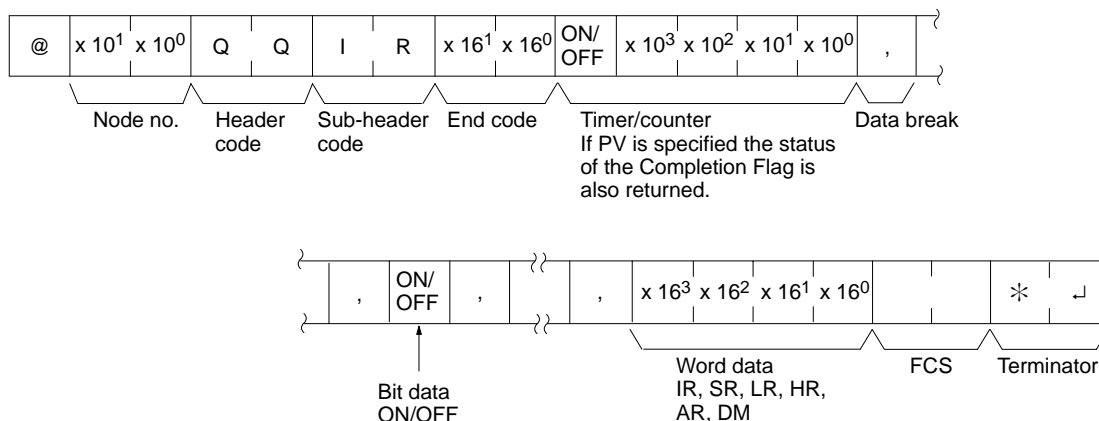 @ x 10¹ x 10⁰ Q Q I R x 16¹ x 16⁰ ON/OFF x 10³ x 10² x 10¹ x 10⁰ ,
Node no. Header code Sub-header code End code Timer/counter Data break
If PV is specified the status
of the Completion Flag is
also returned.
, ON/OFF , , x 16³ x 16² x 16¹ x 16⁰ * ↵
Bit data
ON/OFF
Word data
IR, SR, LR, HR,
AR, DM
FCS
Terminator